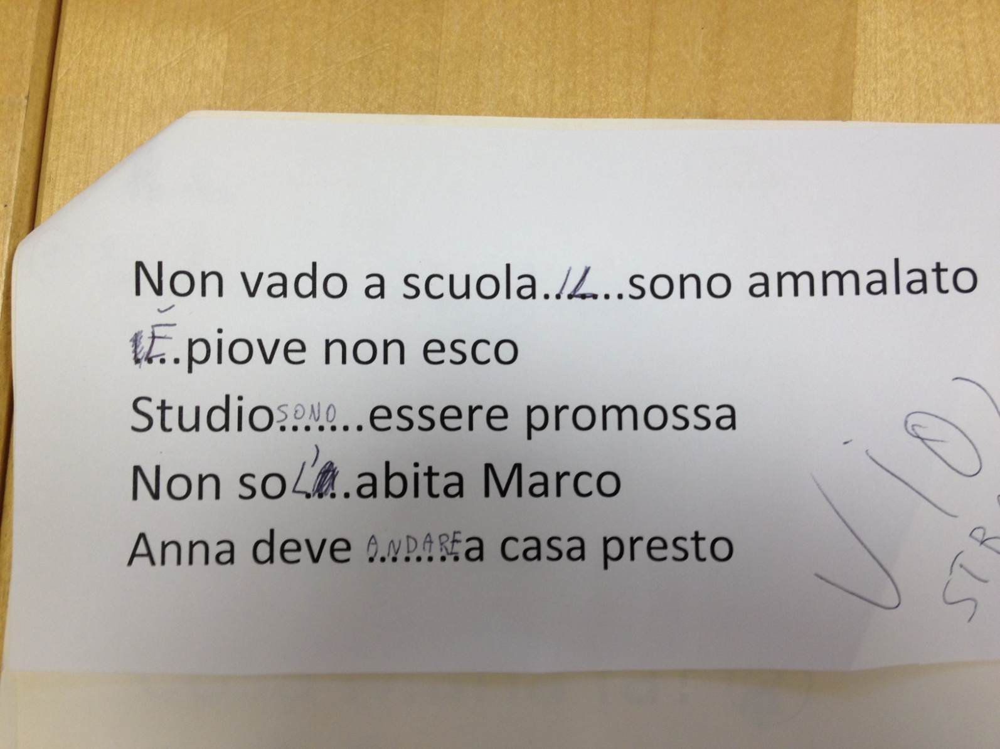 Non vado a scuola..IL...sono ammalato
È..piove non esco
Studio SONO...essere promossa
Non so L'....abita Marco
Anna deve ANDARE a casa presto